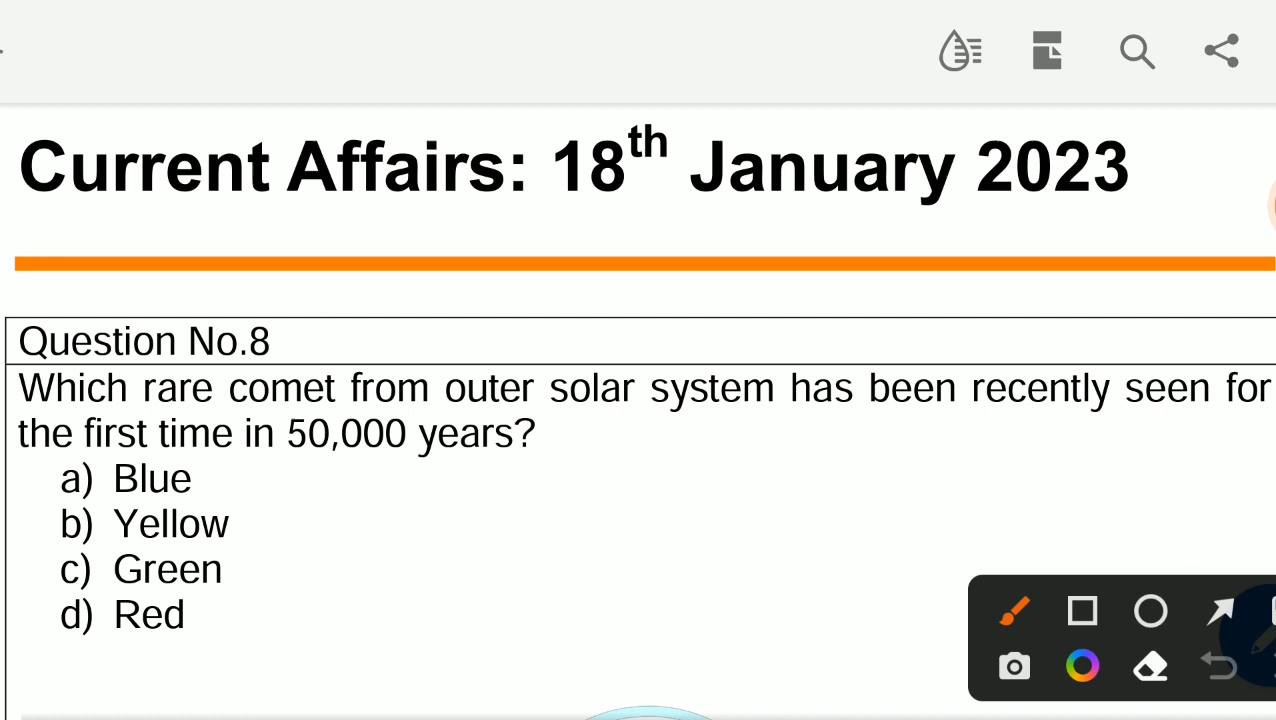 Current Affairs: 18th January 2023
Question No.8
Which rare comet from outer solar system has been recently seen for
the first time in 50,000 years?
a) Blue
b) Yellow
c) Green
d) Red